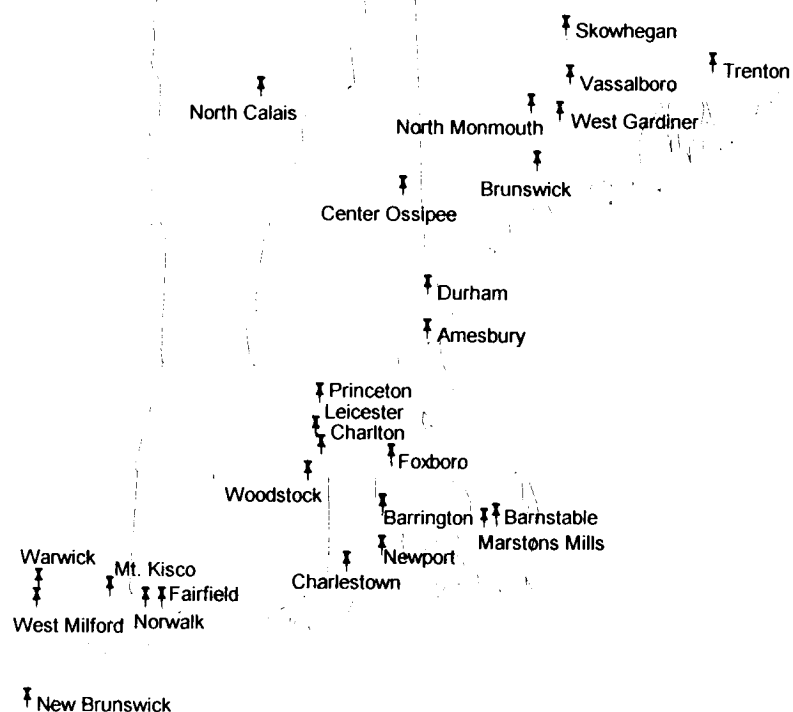 Skowhegan
Trenton
Vassalboro
North Calais
North Monmouth
West Gardiner
Brunswick
Center Ossipee
Durham
Amesbury
Princeton
Leicester
Charlton
Foxboro
Woodstock
Barrington
Barnstable
Marstons Mills
Newport
Warwick
Mt. Kisco
Charlestown
Fairfield
West Milford
Norwalk
New Brunswick